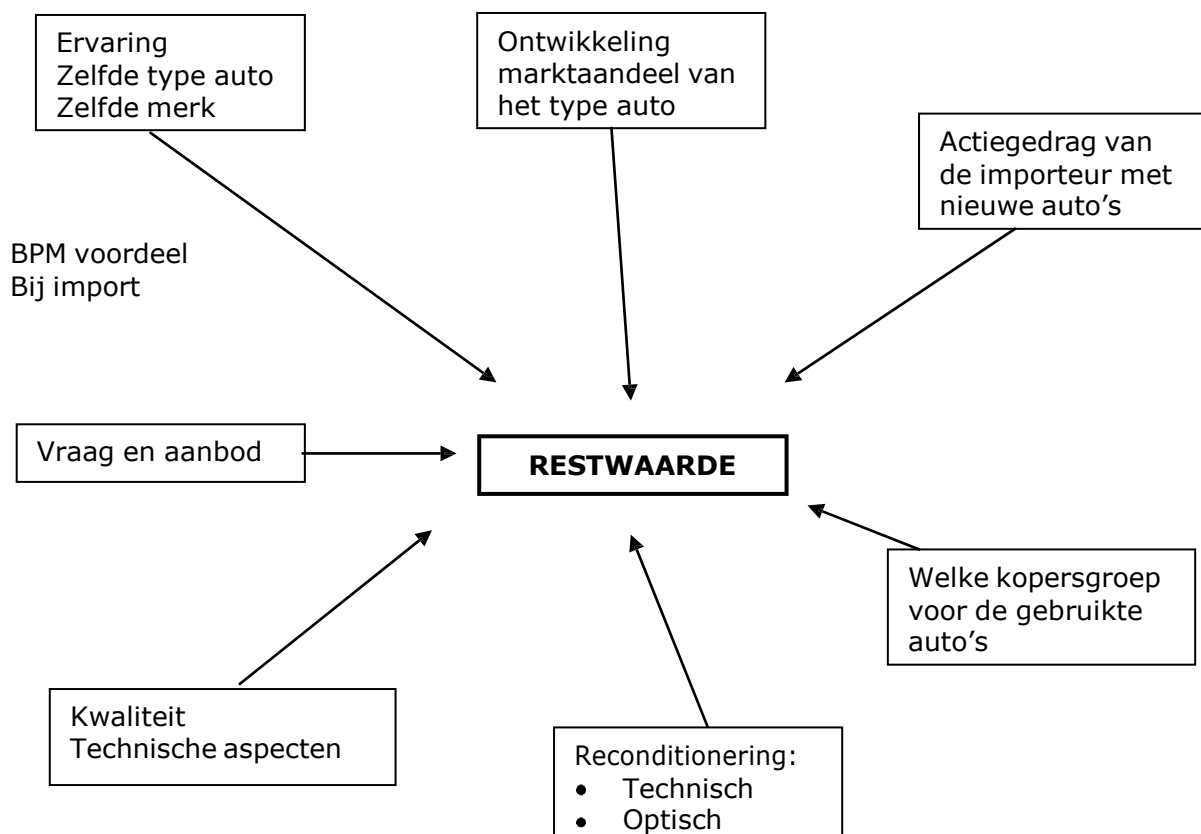 Ervaring
Zelfde type auto
Zelfde merk
Ontwikkeling
marktaandeel van
het type auto
Actiegedrag van
de importeur met
nieuwe auto's
BPM voordeel
Bij import
Vraag en aanbod
RESTWAARDE
Welke kopersgroep
voor de gebruikte
auto's
Kwaliteit
Technische aspecten
Reconditionering:
• Technisch
• Optisch